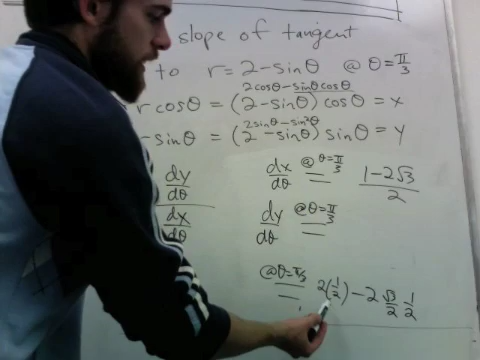 slope of tangent
to r = 2 - sinθ @ θ = π/3
2cosθ - sinθcosθ
r cosθ = (2 - sinθ) cosθ = x
2sinθ - sin²θ
- sinθ = (2 - sinθ) sinθ = y
dy/dθ dx/dθ @ θ = π/3 = (1 - 2√3)/2
dx/dθ dy/dθ @ θ = π/3 =
@ θ = π/3 = 2(1/2) - 2 √3/2 1/2